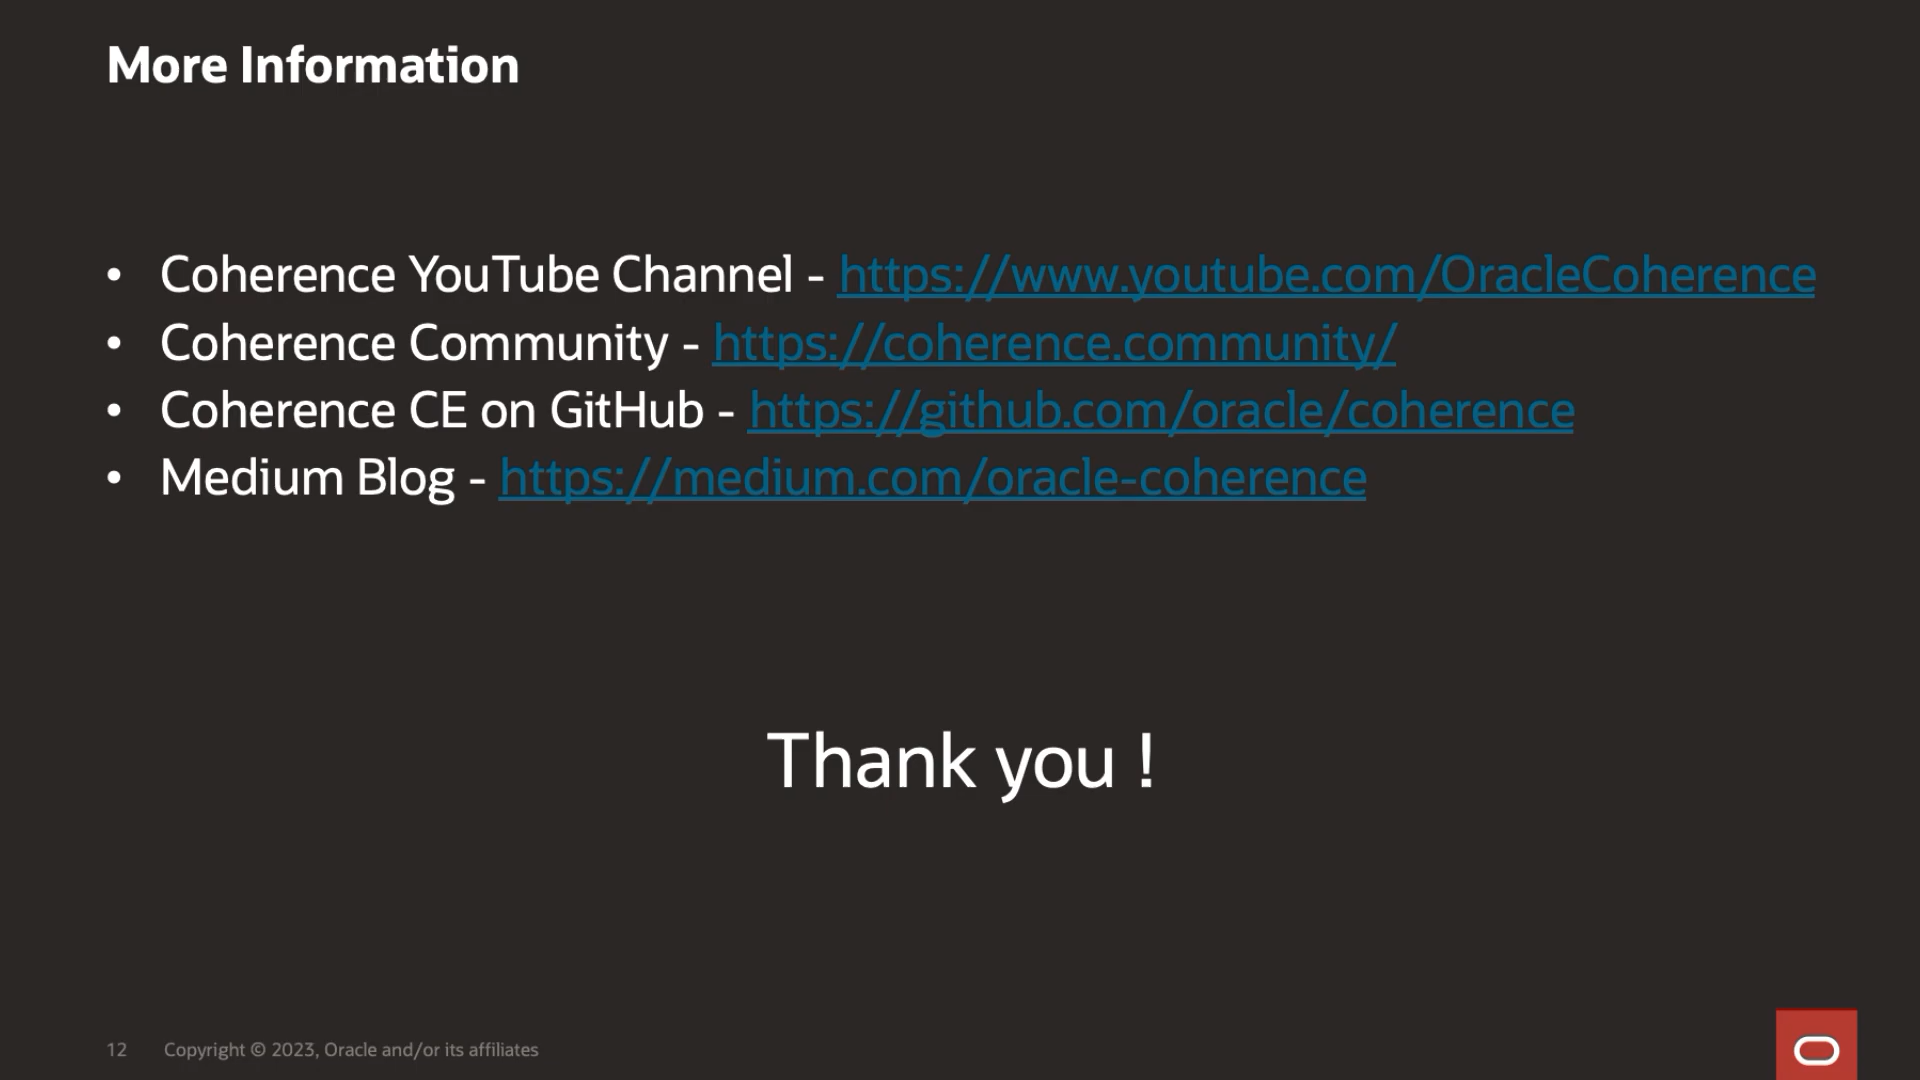 More Information
• Coherence YouTube Channel - https://www.youtube.com/OracleCoherence
• Coherence Community - https://coherence.community/
• Coherence CE on GitHub - https://github.com/oracle/coherence
• Medium Blog - https://medium.com/oracle-coherence
Thank you !
12 Copyright © 2023, Oracle and/or its affiliates